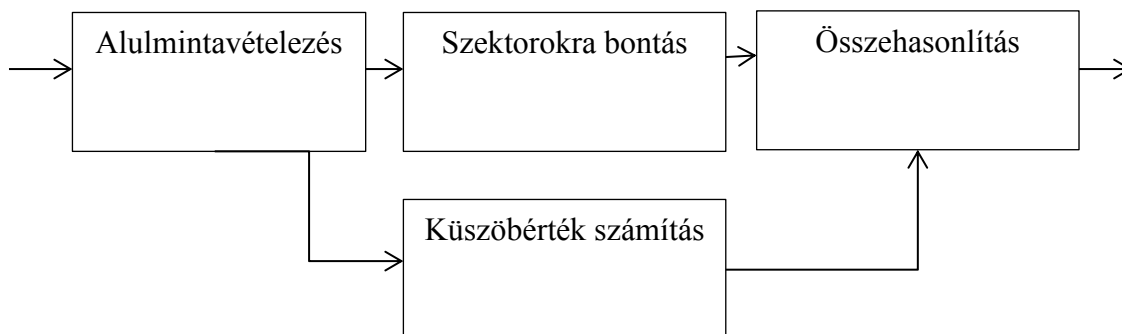 Alulmintavételezés
Szektorokra bontás
Összehasonlítás
Küszöbérték számítás